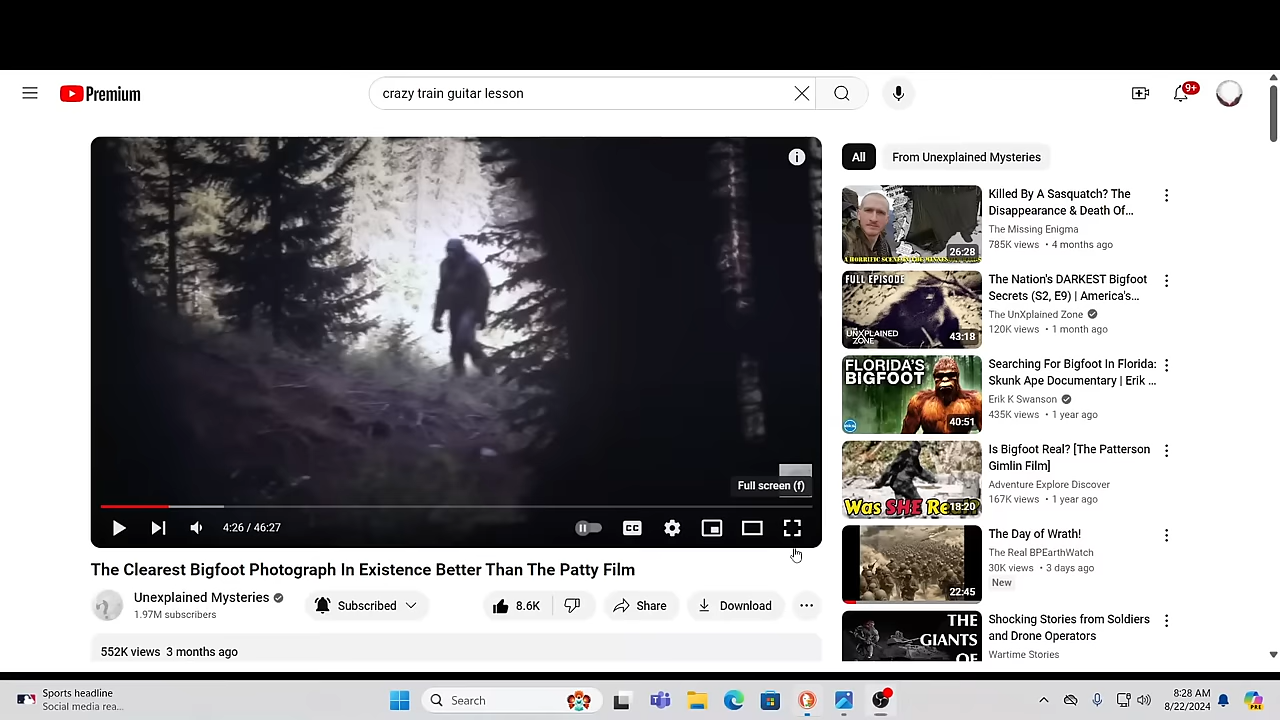 Premium
crazy train guitar lesson
9+
All
From Unexplained Mysteries
Full screen (f)
4:26 / 46:27
CC
The Clearest Bigfoot Photograph In Existence Better Than The Patty Film
Unexplained Mysteries
1.97M subscribers
Subscribed
8.6K
Share
Download
552K views 3 months ago
26:28
Killed By A Sasquatch? The
Disappearance & Death Of...
The Missing Enigma
785K views • 4 months ago
FULL EPISODE
UNXPLAINED
ZONE
43:18
The Nation's DARKEST Bigfoot
Secrets (S2, E9) | America's...
The UnXplained Zone
120K views • 1 month ago
FLORIDA'S
BIGFOOT
40:51
Searching For Bigfoot In Florida:
Skunk Ape Documentary | Erik ...
Erik K Swanson
435K views • 1 year ago
Was SHE Re
18:20
Is Bigfoot Real? [The Patterson
Gimlin Film]
Adventure Explore Discover
167K views • 1 year ago
22:45
The Day of Wrath!
The Real BPEarthWatch
30K views • 3 days ago
New
THE
GIANTS
OF
Shocking Stories from Soldiers
and Drone Operators
Wartime Stories
Sports headline
Social media rea...
Search
8:28 AM
8/22/2024
PRE